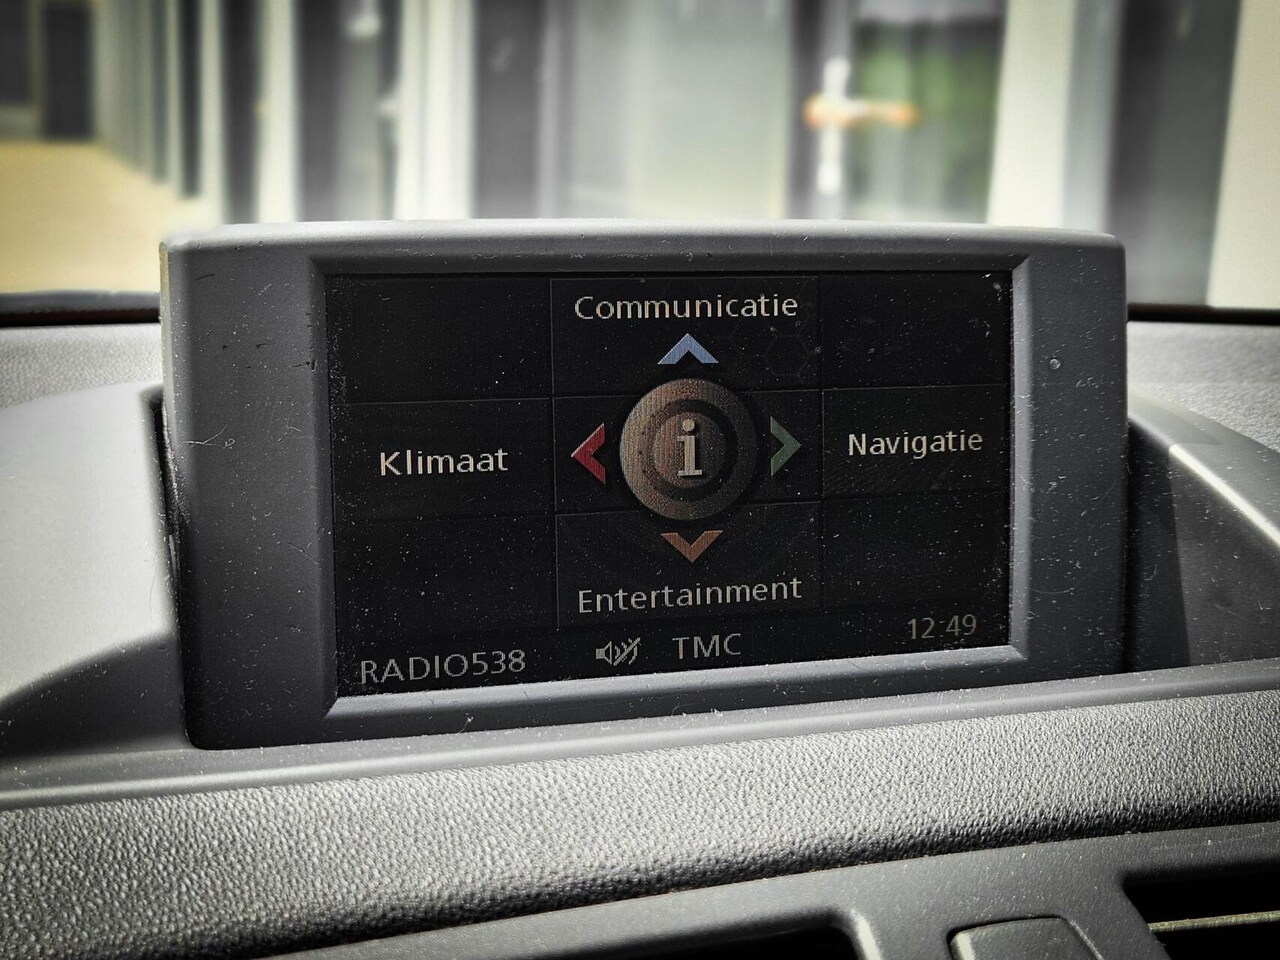 Communicatie
Klimaat
i
Navigatie
Entertainment
RADIO538
TMC
12:49